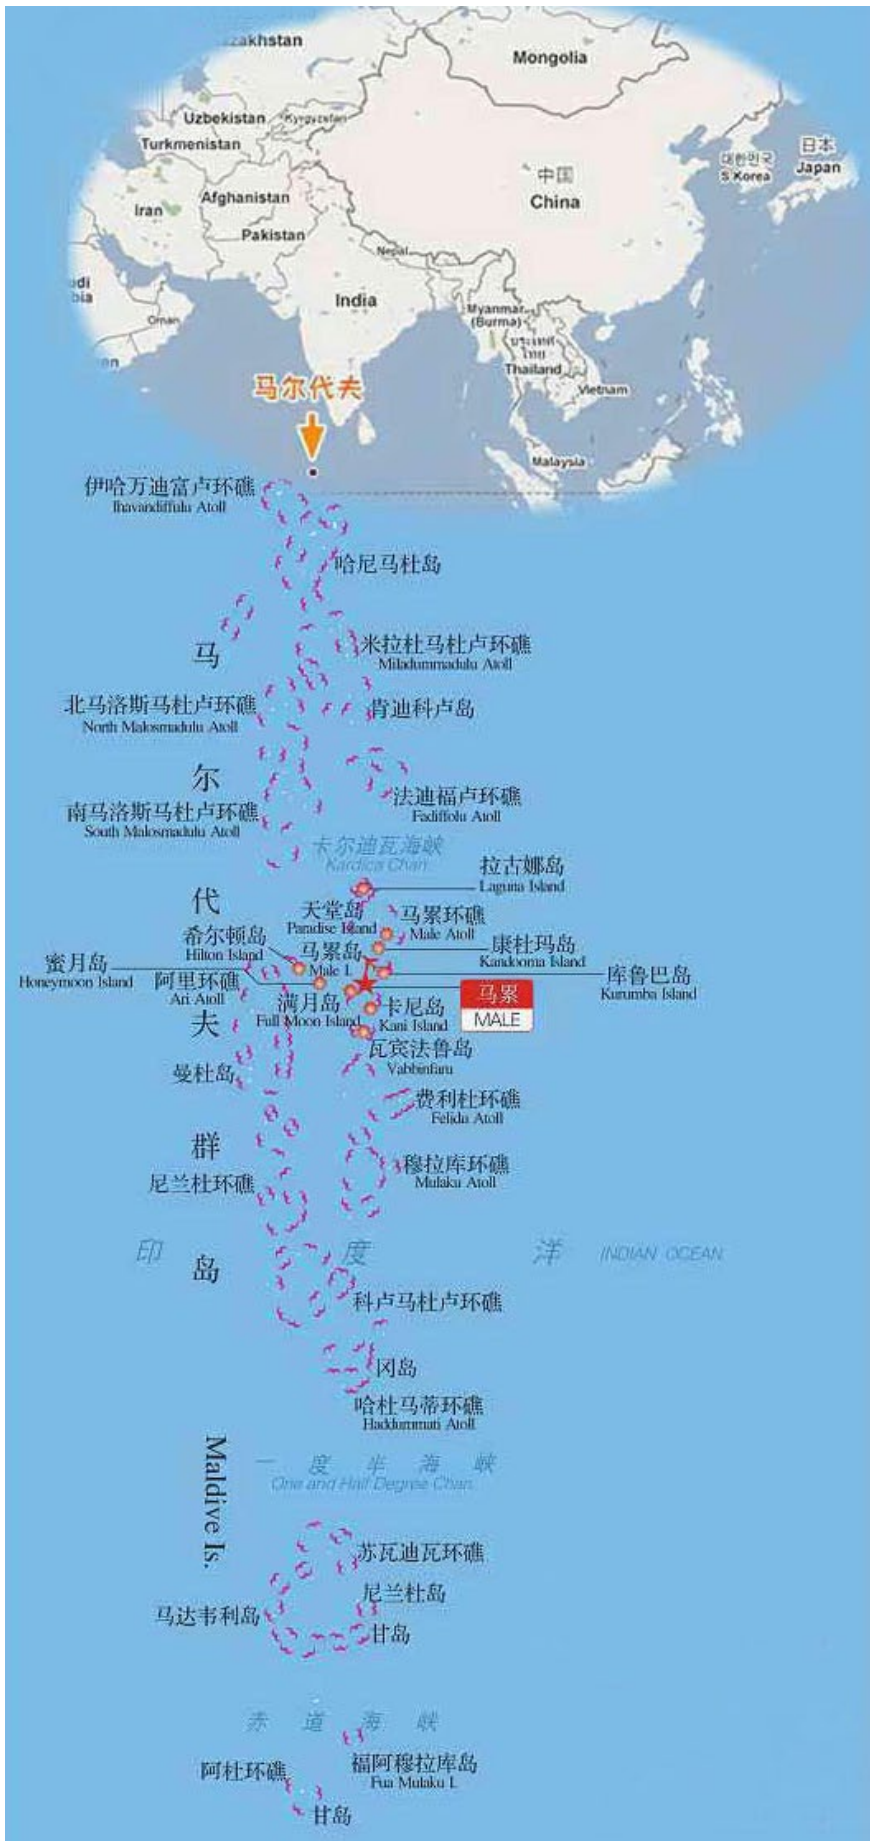 zakhstan
Mongolia
Uzbekistan
Kyrgyzstan
Turkmenistan
대한민국
S Korea
日本
Japan
中国
China
Afghanistan
Iran
Pakistan
Nepal
udi
bia
India
Oman
Myanmar
(Burma)
ประเทศ
ไทย
Thailand
en
Vietnam
马尔代夫
Malaysia
伊哈万迪富卢环礁
Ihavandiffulu Atoll
哈尼马杜岛
马
米拉杜马杜卢环礁
Miladummadulu Atoll
北马洛斯马杜卢环礁
North Malosmadulu Atoll
肯迪科卢岛
尔
法迪福卢环礁
Fadiffolu Atoll
南马洛斯马杜卢环礁
South Malosmadulu Atoll
卡尔迪瓦海峡
Kardica Chan.
拉古娜岛
Laguna Island
代
天堂岛
Paradise Island
马累环礁
Male Atoll
希尔顿岛
Hilton Island
马累岛
Male I.
康杜玛岛
Kandooma Island
蜜月岛
Honeymoon Island
阿里环礁
Ari Atoll
库鲁巴岛
Kurumba Island
马累
MALE
满月岛
Full Moon Island
卡尼岛
Kani Island
夫
瓦宾法鲁岛
Vabbinfaru
曼杜岛
费利杜环礁
Felidu Atoll
群
穆拉库环礁
Mulaku Atoll
尼兰杜环礁
印 度 洋 INDIAN OCEAN
岛
科卢马杜卢环礁
冈岛
哈杜马蒂环礁
Haddummati Atoll
Maldive Is.
一 度 半 海 峡
One and Half Degree Chan.
苏瓦迪瓦环礁
尼兰杜岛
马达韦利岛
甘岛
赤 道 海 峡
福阿穆拉库岛
Fua Mulaku I.
阿杜环礁
甘岛